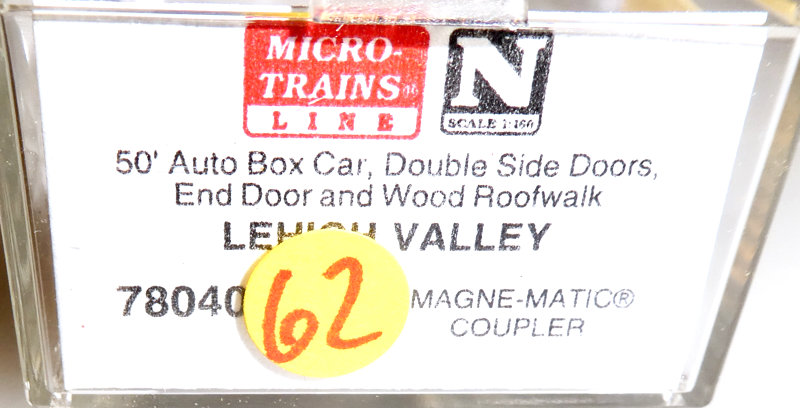 MICRO-
TRAINS®
LINE
N
SCALE 1:160
50' Auto Box Car, Double Side Doors,
End Door and Wood Roofwalk
LEHIGH VALLEY
78040
62
MAGNE-MATIC®
COUPLER